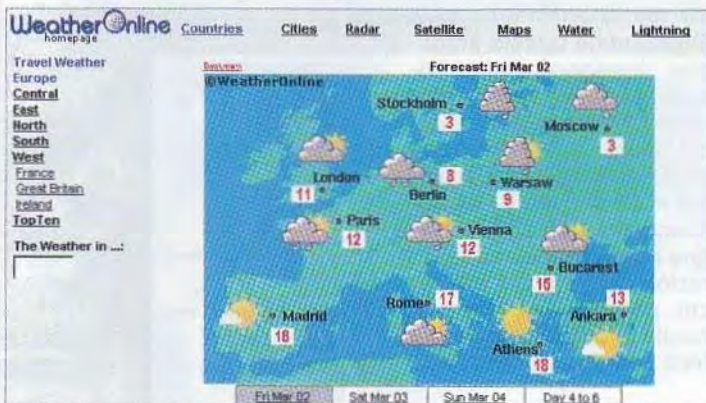 WeatherOnline
homepage
Countries Cities Radar Satellite Maps Water Lightning
Travel Weather
Europe
Central
East
North
South
West
France
Great Britain
Ireland
TopTen
The Weather in ...:
Forecast: Fri Mar 02
©WeatherOnline
Stockholm
3
Moscow
3
London
11
8
Berlin
Warsaw
9
Paris
12
Vienna
12
Bucarest
15
Madrid
18
Rome
17
Athens
18
13
Ankara
Fri Mar 02 Sat Mar 03 Sun Mar 04 Day 4 to 6